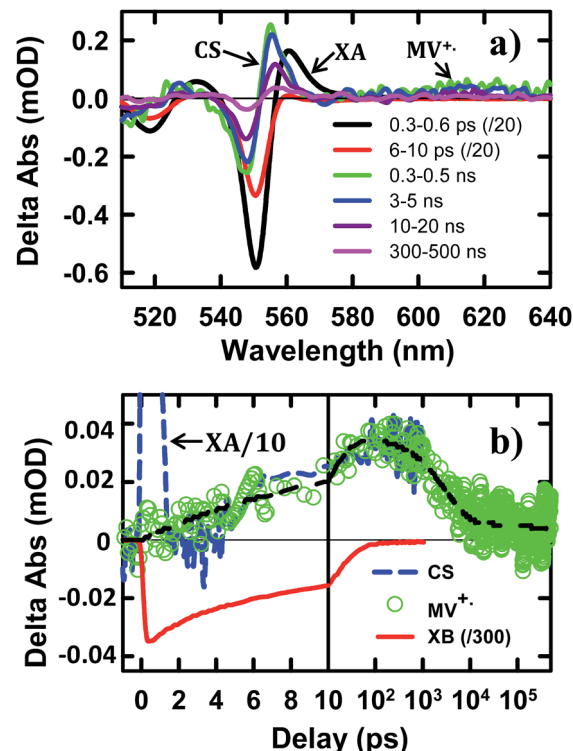 0.2
0.0
-0.2
-0.4
-0.6
Delta Abs (mOD)
CS
XA
MV+·
a)
0.3-0.6 ps (/20)
6-10 ps (/20)
0.3-0.5 ns
3-5 ns
10-20 ns
300-500 ns
520 540 560 580 600 620 640
Wavelength (nm)
0.04
0.02
0
-0.02
-0.04
Delta Abs (mOD)
XA/10
b)
CS
MV+·
XB (/300)
0 2 4 6 8 10 10² 10³ 10⁴ 10⁵
Delay (ps)